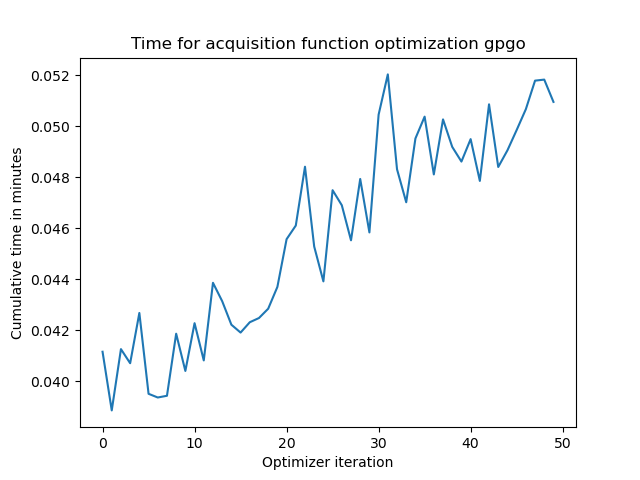 Time for acquisition function optimization gpgo
Cumulative time in minutes
0.052
0.050
0.048
0.046
0.044
0.042
0.040
0 10 20 30 40 50
Optimizer iteration